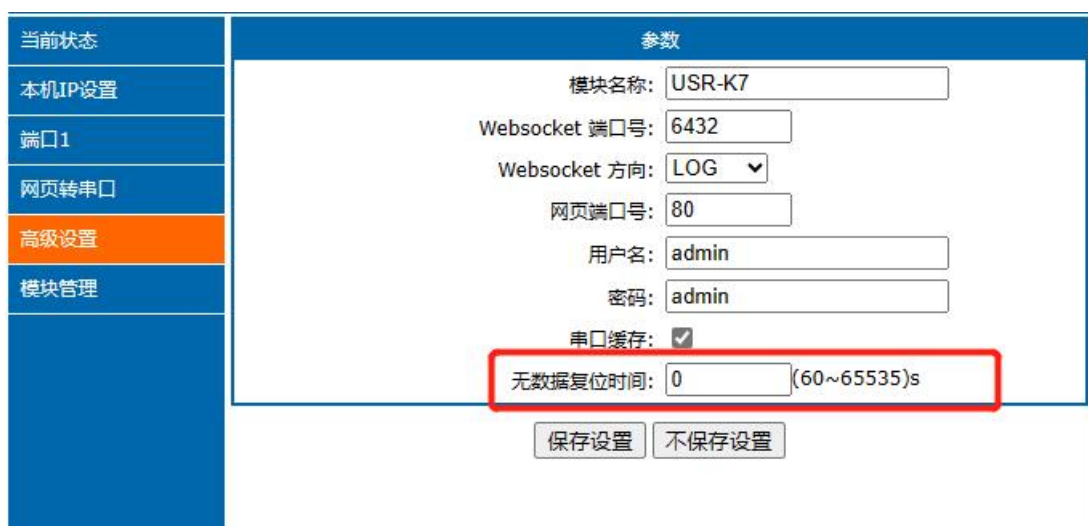 当前状态
本机IP设置
端口1
网页转串口
高级设置
模块管理
参数
模块名称: USR-K7
Websocket 端口号: 6432
Websocket 方向: LOG
网页端口号: 80
用户名: admin
密码: admin
串口缓存:
无数据复位时间: 0 (60~65535)s
保存设置 不保存设置